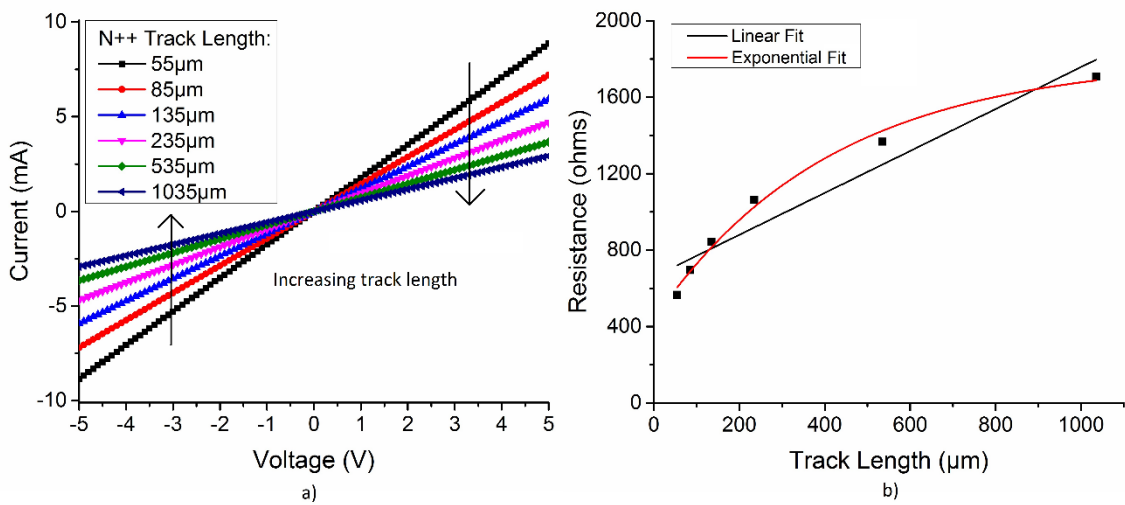 N++ Track Length:
55µm
85µm
135µm
235µm
535µm
1035µm
10
5
0
-5
-10
Current (mA)
Increasing track length
-5 -4 -3 -2 -1 0 1 2 3 4 5
Voltage (V)
a)
Linear Fit
Exponential Fit
2000
1600
1200
800
400
0
Resistance (ohms)
0 200 400 600 800 1000
Track Length (µm)
b)